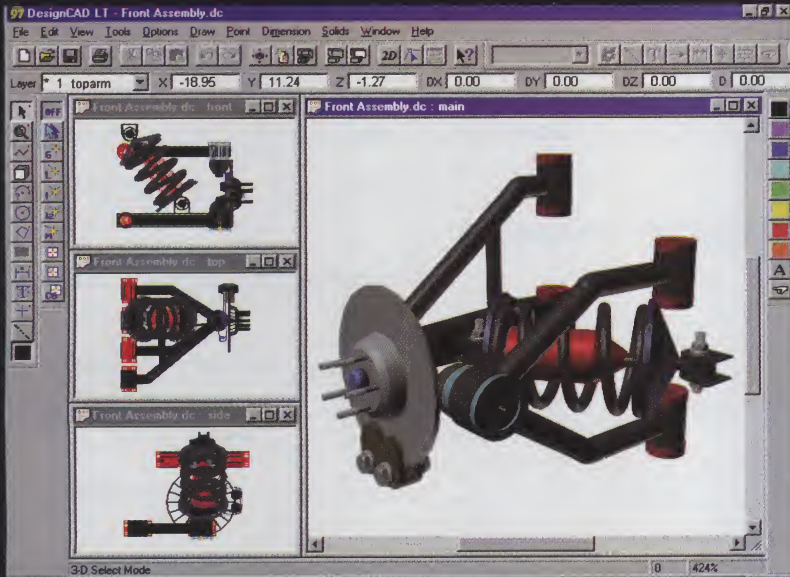 97 DesignCAD LT - Front Assembly.dc
File Edit View Tools Options Draw Point Dimension Solids Window Help
2D
Layer * 1 toparm X -18.95 Y 11.24 Z -1.27 DX 0.00 DY 0.00 DZ 0.00 D 0.00
OFF
Front Assembly.dc : front
Front Assembly.dc : main
Front Assembly.dc : top
Front Assembly.dc : side
A
T
3-D Select Mode 0 424%